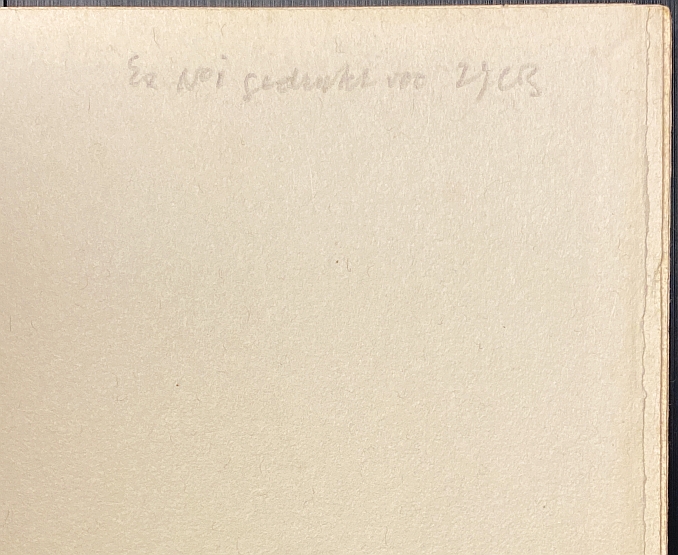 Ex No 1 gedrukt voor